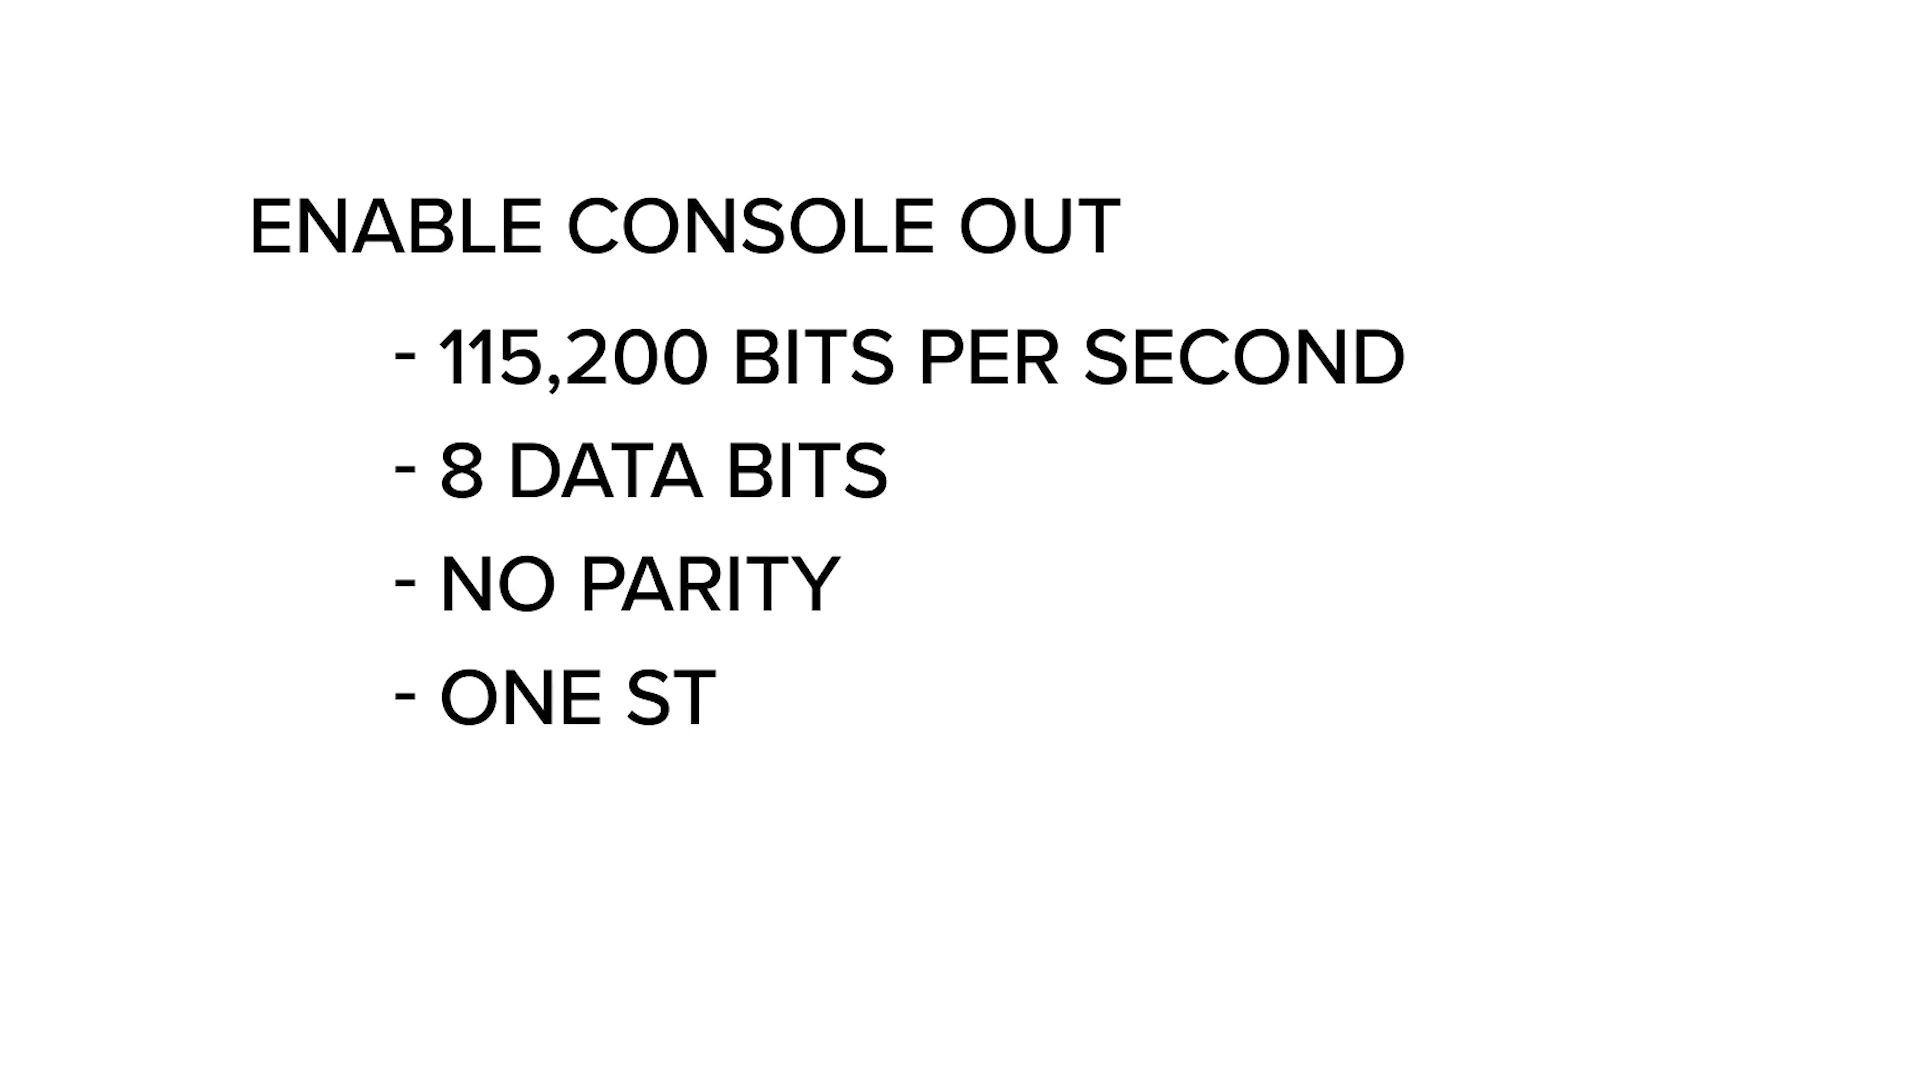 ENABLE CONSOLE OUT
- 115,200 BITS PER SECOND
- 8 DATA BITS
- NO PARITY
- ONE ST